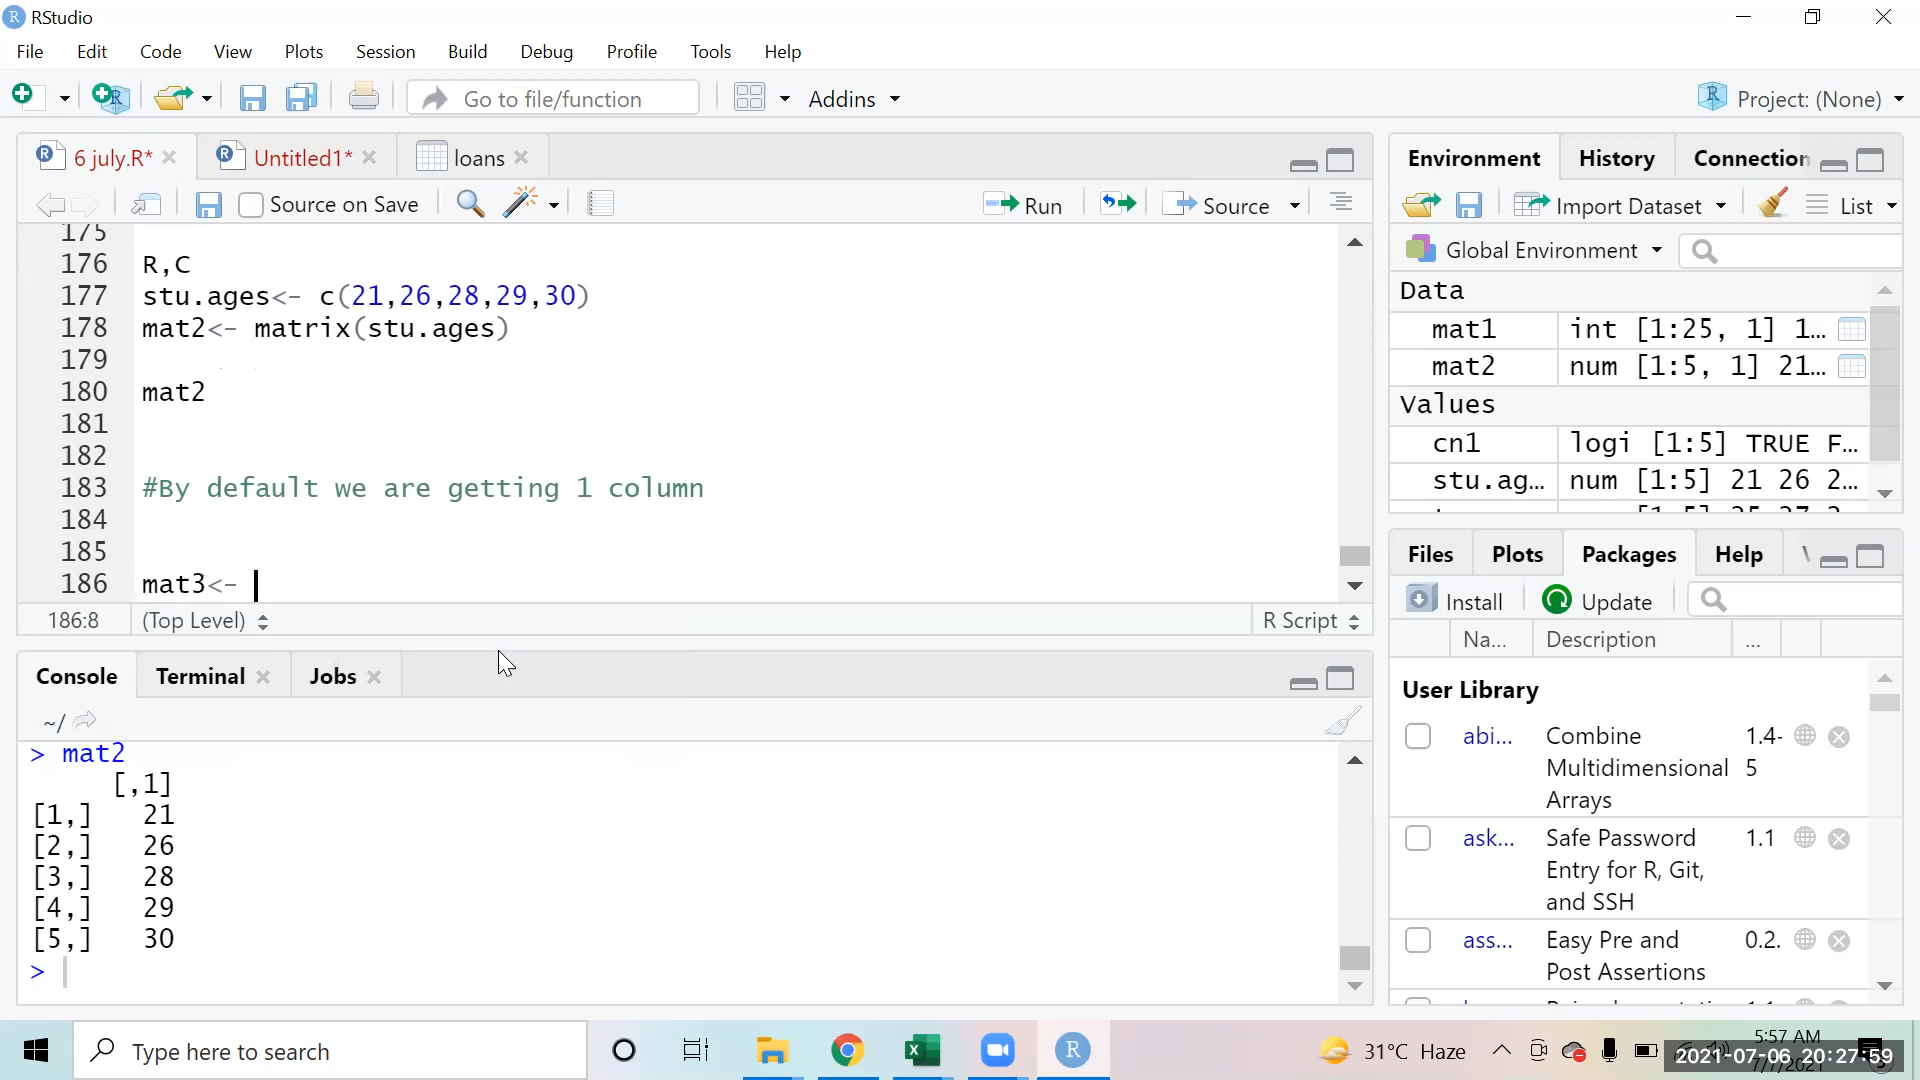 RStudio
File Edit Code View Plots Session Build Debug Profile Tools Help
Go to file/function Addins Project: (None)
6 july.R* Untitled1* loans
Source on Save Run Source
175
176 R,C
177 stu.ages<- c(21,26,28,29,30)
178 mat2<- matrix(stu.ages)
179
180 mat2
181
182
183 #By default we are getting 1 column
184
185
186 mat3<-
186:8 (Top Level) R Script
Console Terminal Jobs
~/
> mat2
[,1]
[1,] 21
[2,] 26
[3,] 28
[4,] 29
[5,] 30
>
Environment History Connection
Import Dataset List
Global Environment
Data
mat1 int [1:25, 1] 1...
mat2 num [1:5, 1] 21...
Values
cn1 logi [1:5] TRUE F...
stu.ag... num [1:5] 21 26 2...
Files Plots Packages Help
Install Update
Na... Description ...
User Library
abi... Combine Multidimensional Arrays 1.4-5
ask... Safe Password Entry for R, Git, and SSH 1.1
ass... Easy Pre and Post Assertions 0.2.
Type here to search
31°C Haze
5:57 AM
2021-07-06 20:27:59